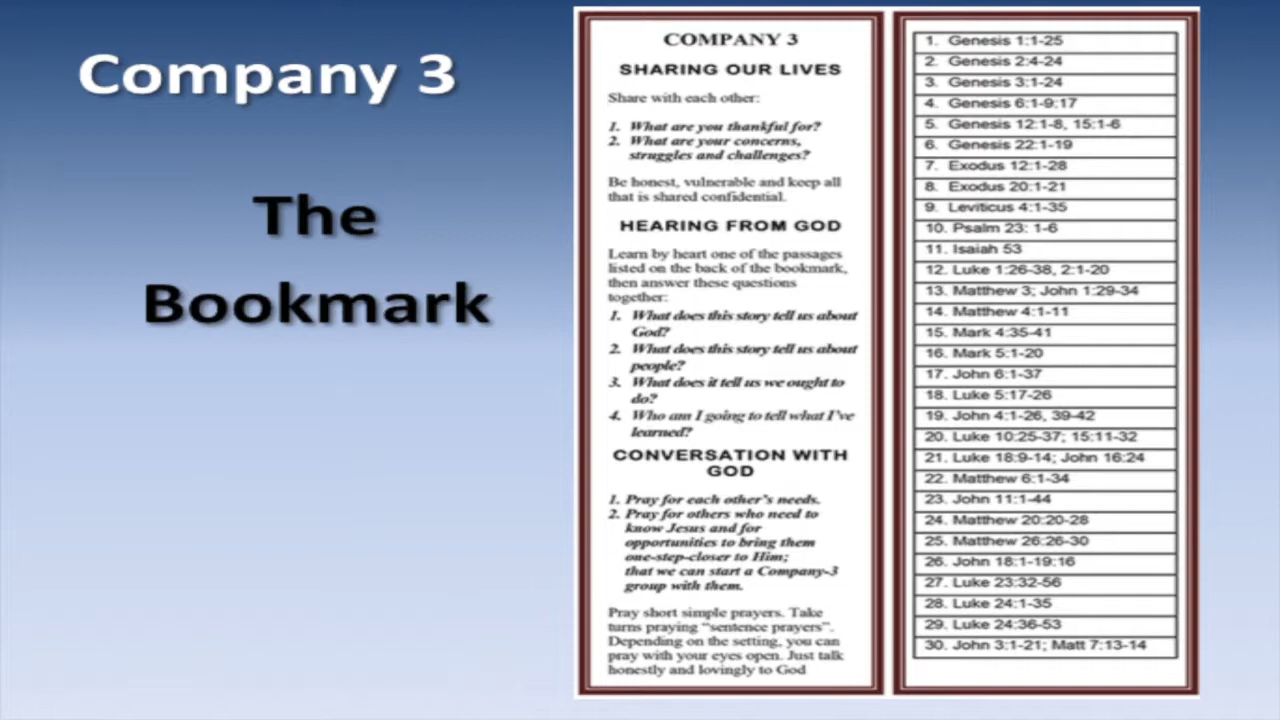 Company 3
The
Bookmark
COMPANY 3
SHARING OUR LIVES
Share with each other:
1. What are you thankful for?
2. What are your concerns,
struggles and challenges?
Be honest, vulnerable and keep all
that is shared confidential.
HEARING FROM GOD
Learn by heart one of the passages
listed on the back of the bookmark,
then answer these questions
together:
1. What does this story tell us about
God?
2. What does this story tell us about
people?
3. What does it tell us we ought to
do?
4. Who am I going to tell what I've
learned?
CONVERSATION WITH
GOD
1. Pray for each other's needs.
2. Pray for others who need to
know Jesus and for
opportunities to bring them
one-step-closer to Him;
that we can start a Company-3
group with them.
Pray short simple prayers. Take
turns praying "sentence prayers".
Depending on the setting, you can
pray with your eyes open. Just talk
honestly and lovingly to God
1. Genesis 1:1-25
2. Genesis 2:4-24
3. Genesis 3:1-24
4. Genesis 6:1-9:17
5. Genesis 12:1-8, 15:1-6
6. Genesis 22:1-19
7. Exodus 12:1-28
8. Exodus 20:1-21
9. Leviticus 4:1-35
10. Psalm 23: 1-6
11. Isaiah 53
12. Luke 1:26-38, 2:1-20
13. Matthew 3; John 1:29-34
14. Matthew 4:1-11
15. Mark 4:35-41
16. Mark 5:1-20
17. John 6:1-37
18. Luke 5:17-26
19. John 4:1-26, 39-42
20. Luke 10:25-37; 15:11-32
21. Luke 18:9-14; John 16:24
22. Matthew 6:1-34
23. John 11:1-44
24. Matthew 20:20-28
25. Matthew 26:26-30
26. John 18:1-19:16
27. Luke 23:32-56
28. Luke 24:1-35
29. Luke 24:36-53
30. John 3:1-21; Matt 7:13-14